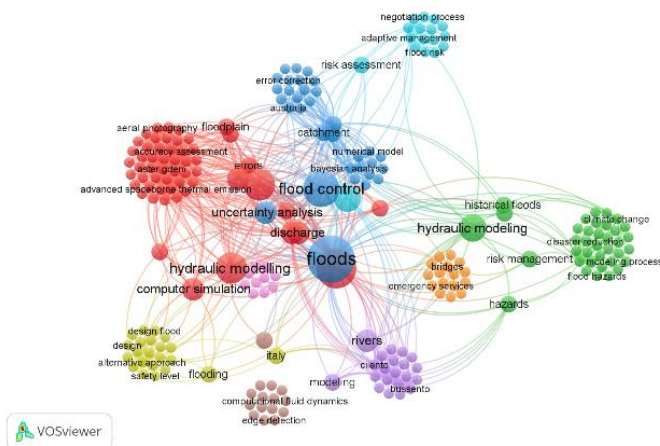 negotiation process
adaptive management
flood risk
risk assessment
error correction
australia
catchment
aerial photography
floodplain
accuracy assessment
aster gdem
errors
advanced spaceborne thermal emission
numerical model
bayesian analysis
flood control
uncertainty analysis
discharge
historical floods
hydraulic modeling
climate change
disaster reduction
risk management
modeling process
flood hazards
floods
hydraulic modelling
bridges
emergency services
computer simulation
hazards
design flood
design
alternative approach
safety level
flooding
italy
rivers
cilento
modeling
bussento
computational fluid dynamics
edge detection
VOSviewer